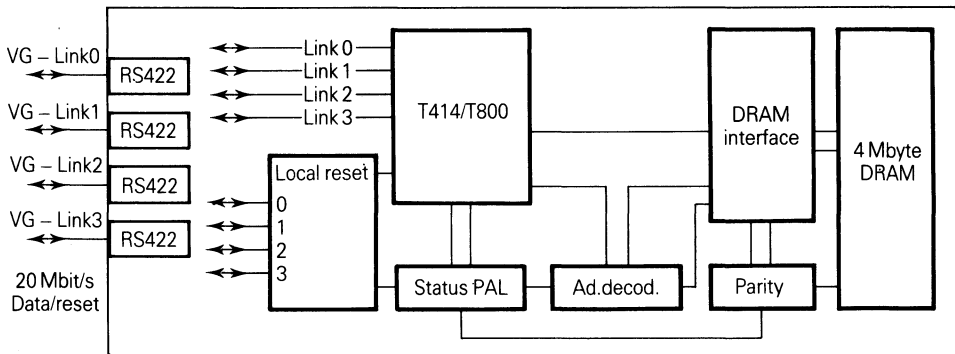 VG – Link0
RS422
VG – Link1
RS422
VG – Link2
RS422
VG – Link3
RS422
20 Mbit/s
Data/reset
Link 0
Link 1
Link 2
Link 3
Local reset
0
1
2
3
T414/T800
Status PAL
Ad.decod.
DRAM
interface
Parity
4 Mbyte
DRAM